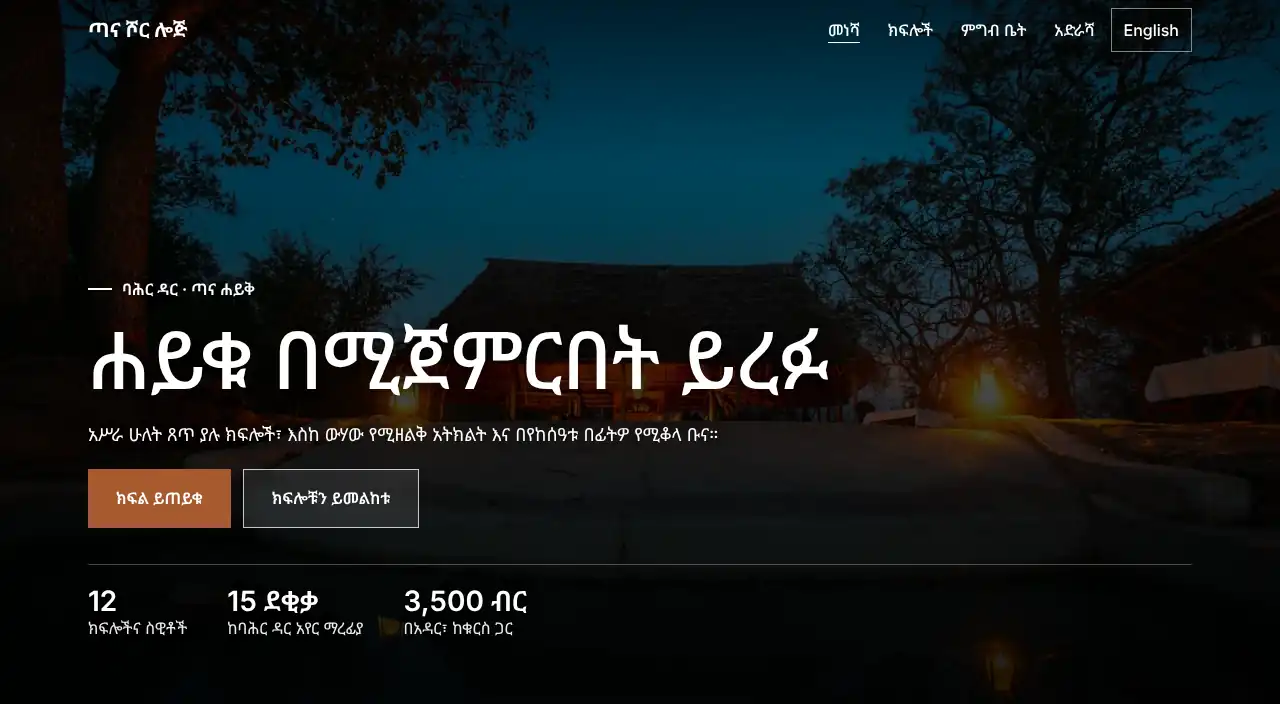 ጣና ሾር ሎጅ
መነሻ
ክፍሎች
ምግብ ቤት
አድራሻ
English
ባሕር ዳር · ጣና ሐይቅ
ሐይቁ በሚጀምርበት ይረፉ
አሥራ ሁለት ጸጥ ያሉ ክፍሎች፣ እስከ ውሃው የሚዘልቅ አትክልት እና በየከሰዓቱ በፊትዎ የሚቆላ ቡና።
ክፍል ይጠይቁ
ክፍሎቹን ይመልከቱ
12
ክፍሎችና ስዊቶች
15 ደቂቃ
ከባሕር ዳር አየር ማረፊያ
3,500 ብር
በአዳር፣ ከቁርስ ጋር